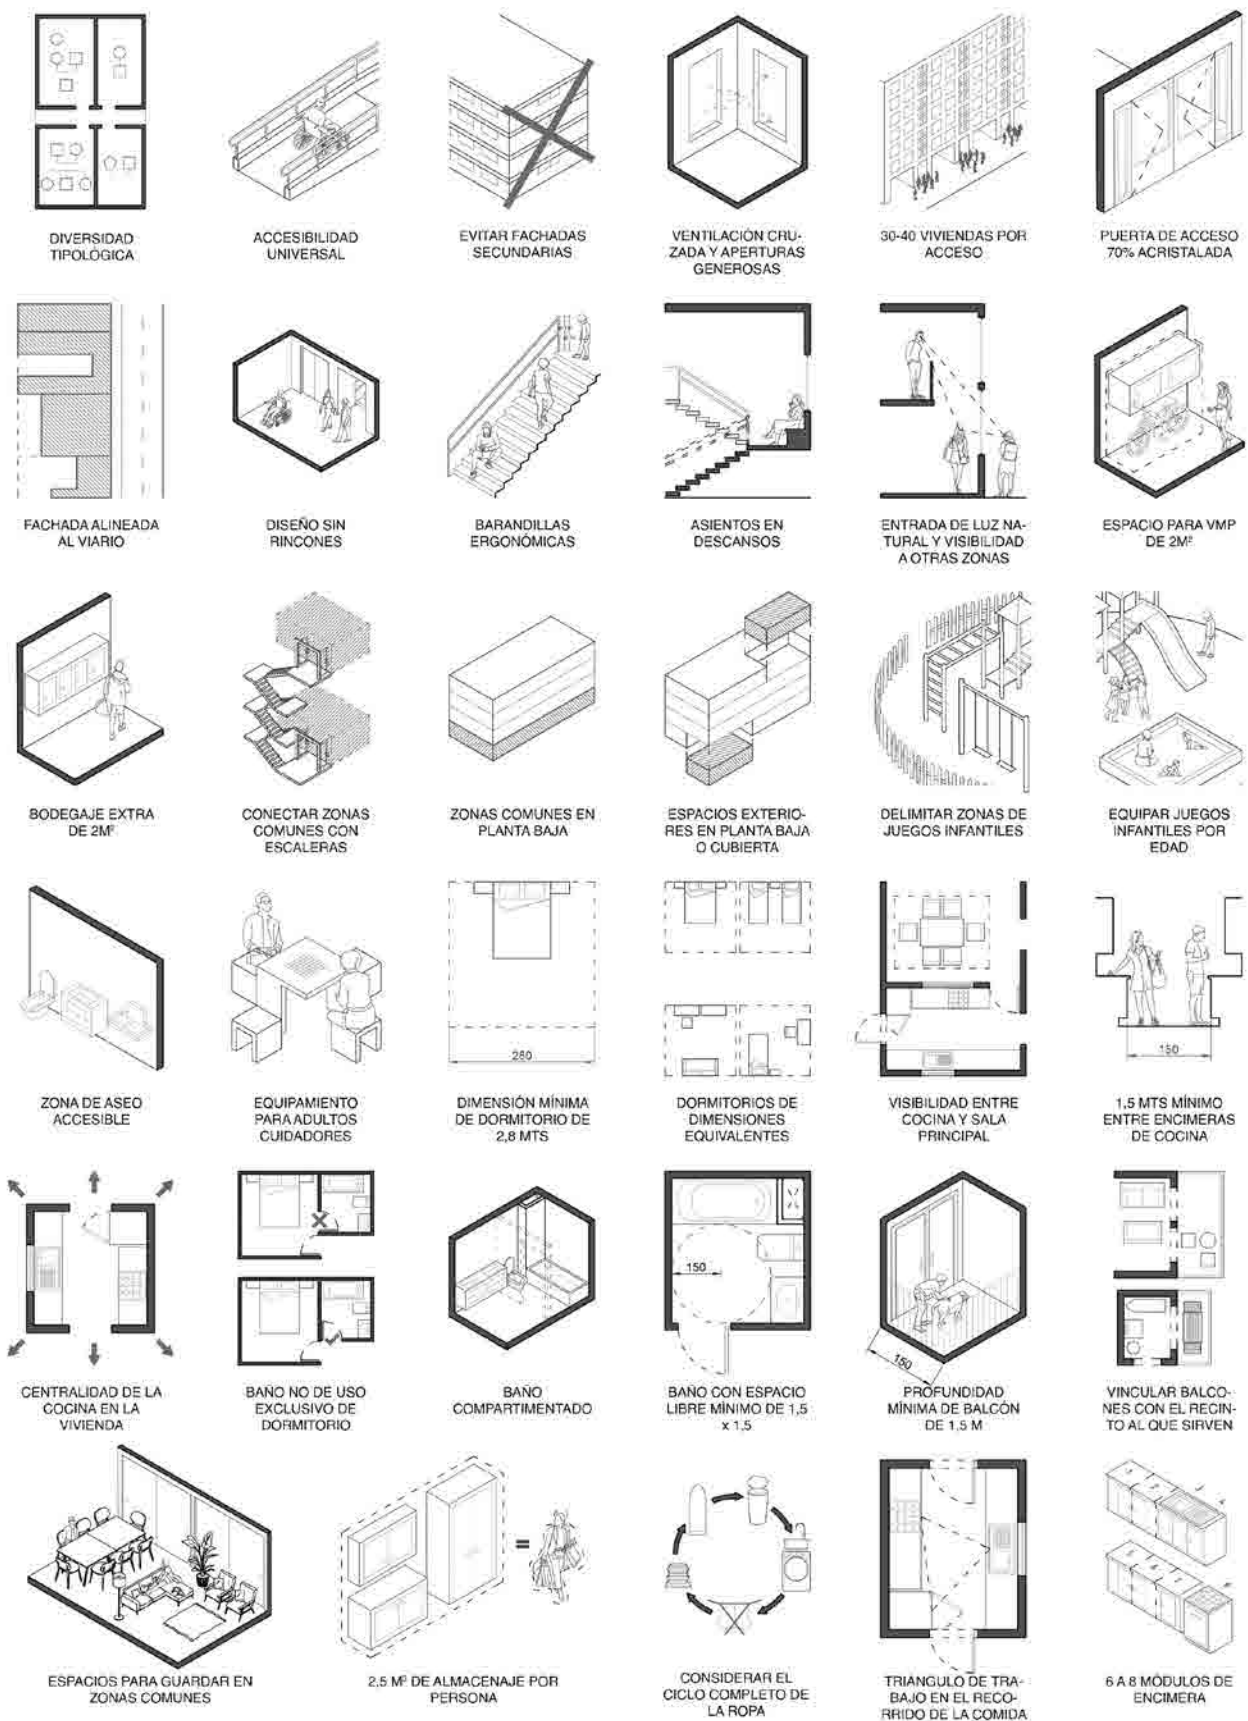 DIVERSIDAD
TIPOLÓGICA
ACCESIBILIDAD
UNIVERSAL
EVITAR FACHADAS
SECUNDARIAS
VENTILACIÓN CRU-
ZADA Y APERTURAS
GENEROSAS
30-40 VIVIENDAS POR
ACCESO
PUERTA DE ACCESO
70% ACRISTALADA
FACHADA ALINEADA
AL VIARIO
DISEÑO SIN
RINCONES
BARANDILLAS
ERGONÓMICAS
ASIENTOS EN
DESCANSOS
ENTRADA DE LUZ NA-
TURAL Y VISIBILIDAD
A OTRAS ZONAS
ESPACIO PARA VMP
DE 2M²
BODEGAJE EXTRA
DE 2M²
CONECTAR ZONAS
COMUNES CON
ESCALERAS
ZONAS COMUNES EN
PLANTA BAJA
ESPACIOS EXTERIO-
RES EN PLANTA BAJA
O CUBIERTA
DELIMITAR ZONAS DE
JUEGOS INFANTILES
EQUIPAR JUEGOS
INFANTILES POR
EDAD
280
150
ZONA DE ASEO
ACCESIBLE
EQUIPAMIENTO
PARA ADULTOS
CUIDADORES
DIMENSIÓN MÍNIMA
DE DORMITORIO DE
2,8 MTS
DORMITORIOS DE
DIMENSIONES
EQUIVALENTES
VISIBILIDAD ENTRE
COCINA Y SALA
PRINCIPAL
1,5 MTS MÍNIMO
ENTRE ENCIMERAS
DE COCINA
150
150
CENTRALIDAD DE LA
COCINA EN LA
VIVIENDA
BAÑO NO DE USO
EXCLUSIVO DE
DORMITORIO
BAÑO
COMPARTIMENTADO
BAÑO CON ESPACIO
LIBRE MÍNIMO DE 1,5
x 1,5
PROFUNDIDAD
MÍNIMA DE BALCÓN
DE 1,5 M
VINCULAR BALCO-
NES CON EL RECIN-
TO AL QUE SIRVEN
=
ESPACIOS PARA GUARDAR EN
ZONAS COMUNES
2,5 M² DE ALMACENAJE POR
PERSONA
CONSIDERAR EL
CICLO COMPLETO DE
LA ROPA
TRIÁNGULO DE TRA-
BAJO EN EL RECO-
RRIDO DE LA COMIDA
6 A 8 MÓDULOS DE
ENCIMERA